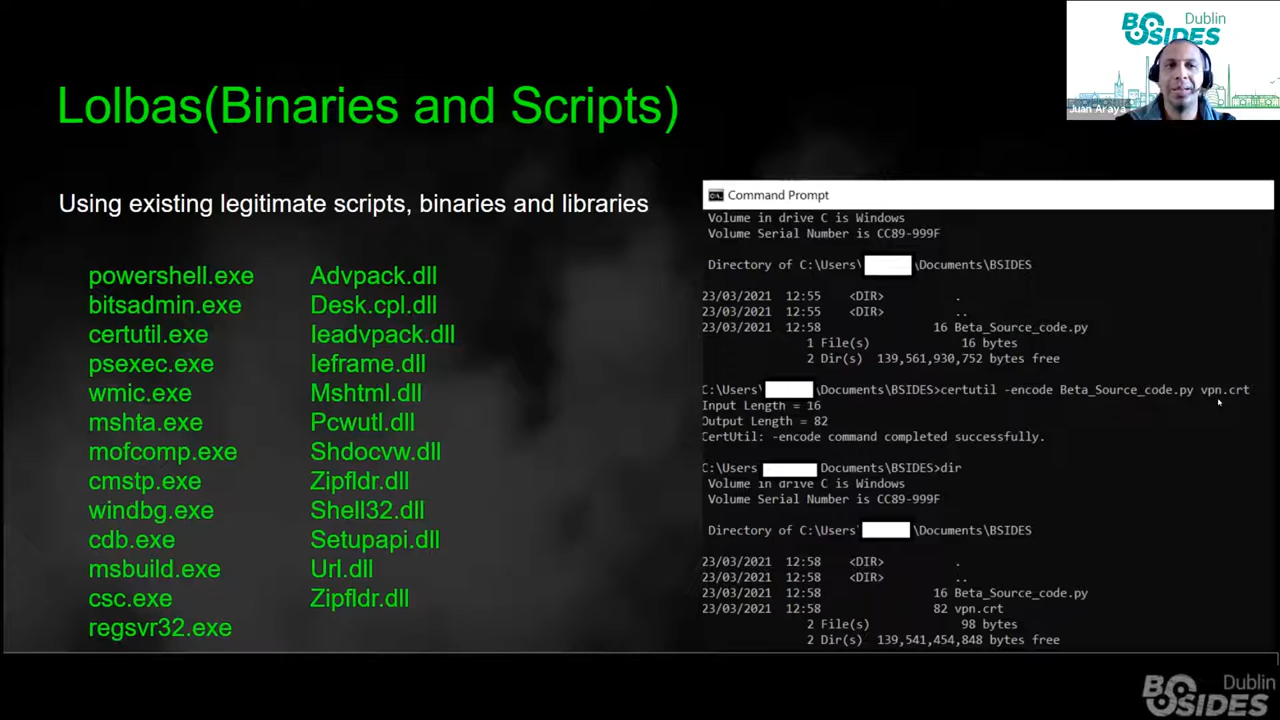 BSIDES Dublin
Juan Araya
Lolbas(Binaries and Scripts)
Using existing legitimate scripts, binaries and libraries
powershell.exe
bitsadmin.exe
certutil.exe
psexec.exe
wmic.exe
mshta.exe
mofcomp.exe
cmstp.exe
windbg.exe
cdb.exe
msbuild.exe
csc.exe
regsvr32.exe
Advpack.dll
Desk.cpl.dll
Ieadvpack.dll
Ieframe.dll
Mshtml.dll
Pcwutl.dll
Shdocvw.dll
Zipfldr.dll
Shell32.dll
Setupapi.dll
Url.dll
Zipfldr.dll
Command Prompt
Volume in drive C is Windows
Volume Serial Number is CC89-999F
Directory of C:\Users\ \Documents\BSIDES
23/03/2021 12:55 <DIR> .
23/03/2021 12:55 <DIR> ..
23/03/2021 12:58 16 Beta_Source_code.py
1 File(s) 16 bytes
2 Dir(s) 139,561,930,752 bytes free
C:\Users\ \Documents\BSIDES>certutil -encode Beta_Source_code.py vpn.crt
Input Length = 16
Output Length = 82
CertUtil: -encode command completed successfully.
C:\Users Documents\BSIDES>dir
Volume in drive C is Windows
Volume Serial Number is CC89-999F
Directory of C:\Users\ \Documents\BSIDES
23/03/2021 12:58 <DIR> .
23/03/2021 12:58 <DIR> ..
23/03/2021 12:58 16 Beta_Source_code.py
23/03/2021 12:58 82 vpn.crt
2 File(s) 98 bytes
2 Dir(s) 139,541,454,848 bytes free
BSIDES Dublin